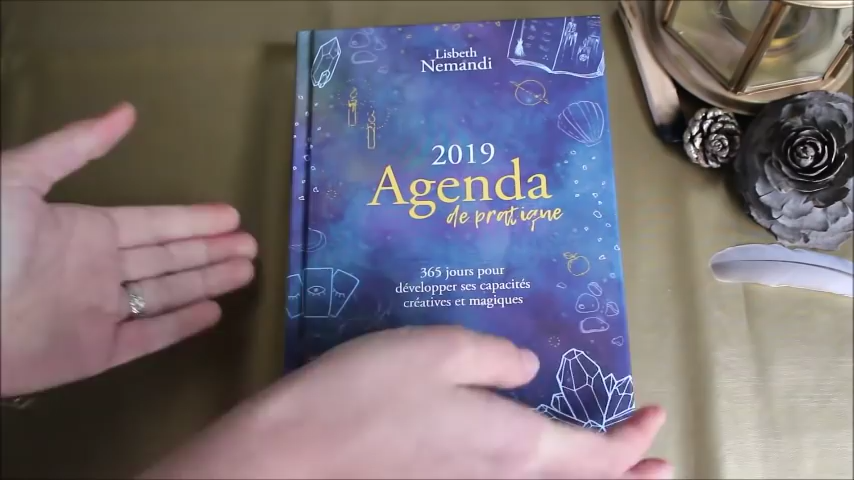 Lisbeth
Nemandi
2019
Agenda
de pratique
365 jours pour
développer ses capacités
créatives et magiques